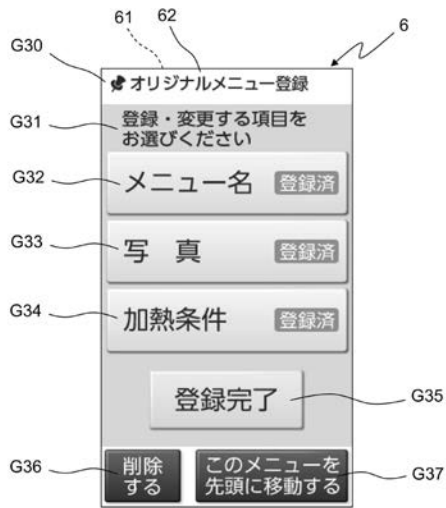 61
62
6
G30
オリジナルメニュー登録
G31
登録・変更する項目を
お選びください
G32
メニュー名 登録済
G33
写 真 登録済
G34
加熱条件 登録済
登録完了
G35
G36
削除
する
このメニューを
先頭に移動する
G37